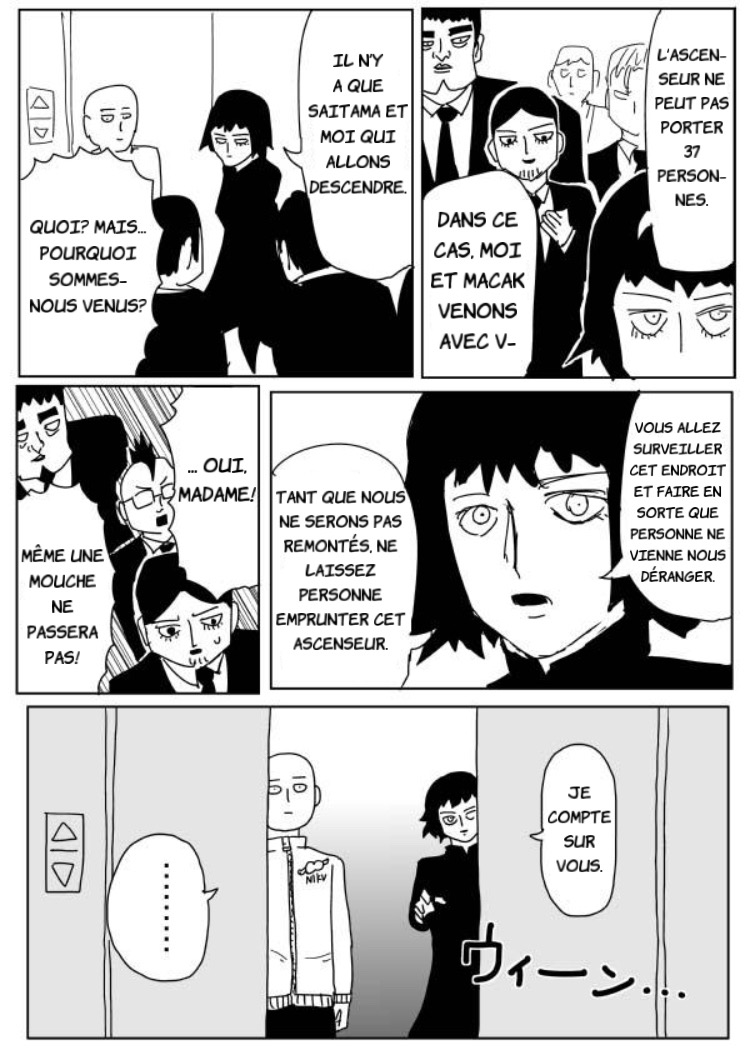 L'ASCEN-
SEUR NE
PEUT PAS
PORTER
37
PERSON-
NES.
DANS CE
CAS, MOI
ET MACAK
VENONS
AVEC V-
IL N'Y
A QUE
SAITAMA ET
MOI QUI
ALLONS
DESCENDRE.
QUOI? MAIS...
POURQUOI
SOMMES-
NOUS VENUS?
VOUS ALLEZ
SURVEILLER
CET ENDROIT
ET FAIRE EN
SORTE QUE
PERSONNE NE
VIENNE NOUS
DÉRANGER.
TANT QUE NOUS
NE SERONS PAS
REMONTÉS, NE
LAISSEZ
PERSONNE
EMPRUNTER CET
ASCENSEUR.
... OUI,
MADAME!
MÊME UNE
MOUCHE
NE
PASSERA
PAS!
JE
COMPTE
SUR
VOUS.
.........
NIKU
ウィーン...